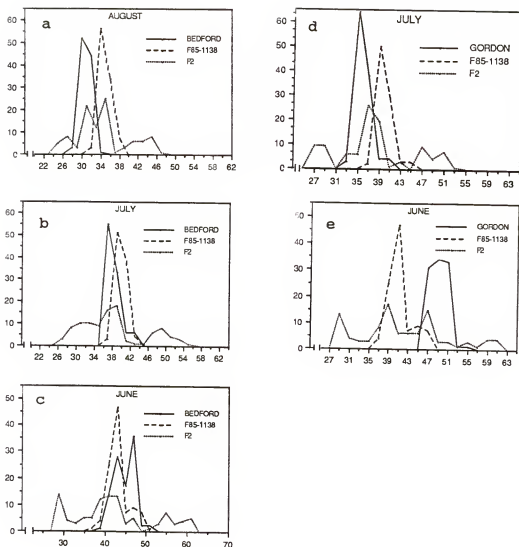 a
AUGUST
BEDFORD
F85-1138
F2
60
50
40
30
20
10
0
22 26 30 34 38 42 46 50 54 58 62
b
JULY
BEDFORD
F85-1138
F2
60
50
40
30
20
10
0
22 26 30 34 38 42 46 50 54 58 62
c
JUNE
BEDFORD
F85-1138
F2
50
40
30
20
10
0
30 40 50 60 70
d
JULY
GORDON
F85-1138
F2
60
50
40
30
20
10
0
27 31 35 39 43 47 51 55 59 63
e
JUNE
GORDON
F85-1138
F2
50
40
30
20
10
0
27 31 35 39 43 47 51 55 59 63